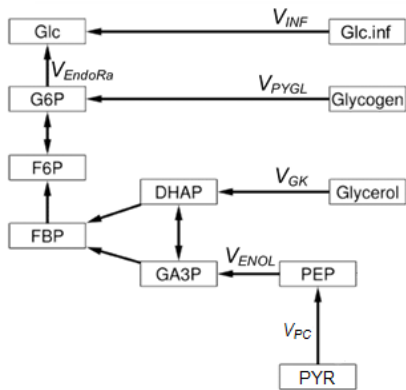 Glc
V_INF
Glc.inf
V_EndoRa
G6P
V_PYGL
Glycogen
F6P
DHAP
V_GK
Glycerol
FBP
GA3P
V_ENOL
PEP
V_PC
PYR